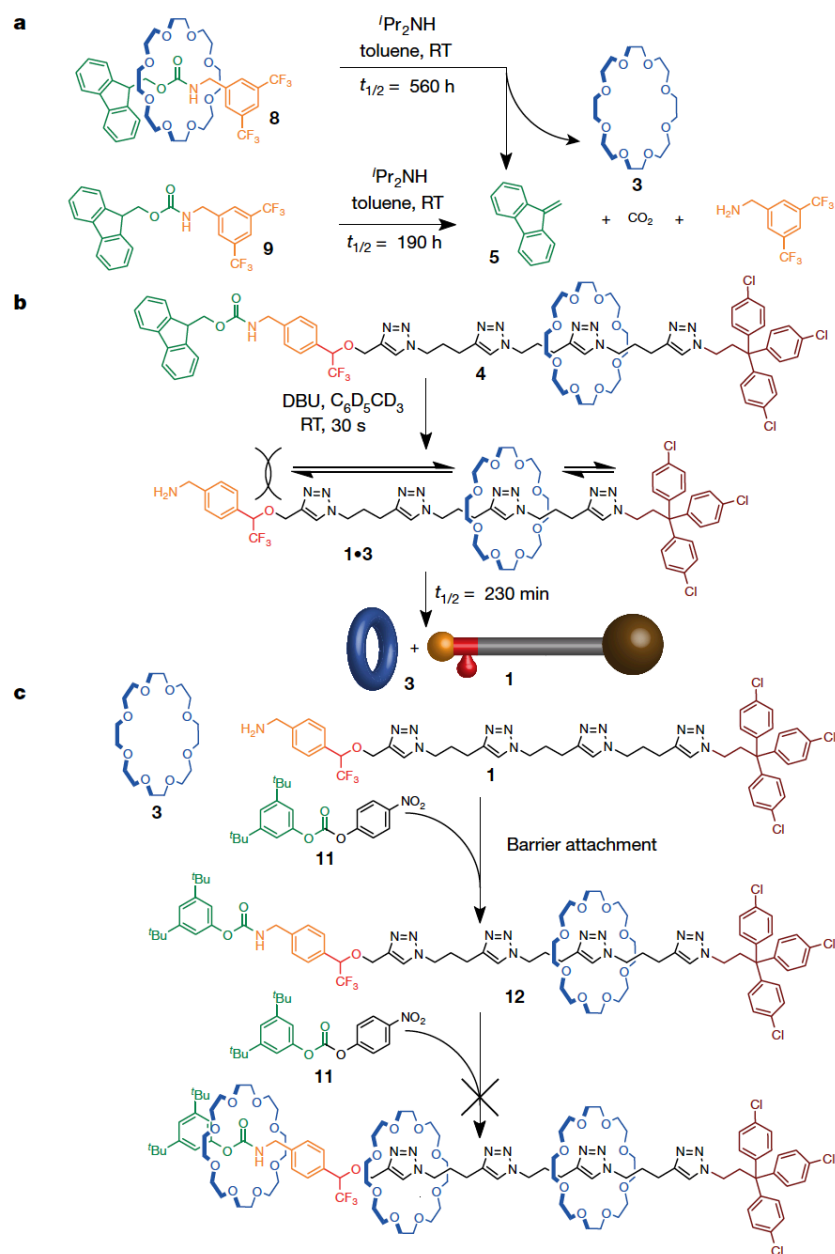 a
iPr2NH
toluene, RT
t1/2 = 560 h
O O O O O O O O
O
O N H
CF3
CF3
8
O O O O O O O O
3
O
O N H
CF3
CF3
9
iPr2NH
toluene, RT
t1/2 = 190 h
5
+ CO2 +
H2N
CF3
CF3
b
O
O N H
O
CF3
N=N
N
N=N
N
N=N
N
N=N
N
O O O O O O O O
Cl
Cl
Cl
4
DBU, C6D5CD3
RT, 30 s
H2N
O
CF3
N=N
N
N=N
N
N=N
N
N=N
N
O O O O O O O O
Cl
Cl
Cl
1•3
t1/2 = 230 min
3
+
1
c
O O O O O O O O
3
H2N
O
CF3
N=N
N
N=N
N
N=N
N
N=N
N
Cl
Cl
Cl
1
tBu
tBu
O
O O
NO2
11
Barrier attachment
tBu
tBu
O
O N H
O
CF3
N=N
N
N=N
N
N=N
N
N=N
N
O O O O O O O O
Cl
Cl
Cl
12
tBu
tBu
O
O O
NO2
11
tBu
tBu
O
O N H
O O O O O O O O
O
CF3
N=N
N
O O O O O O O O
N=N
N
N=N
N
O O O O O O O O
N=N
N
Cl
Cl
Cl